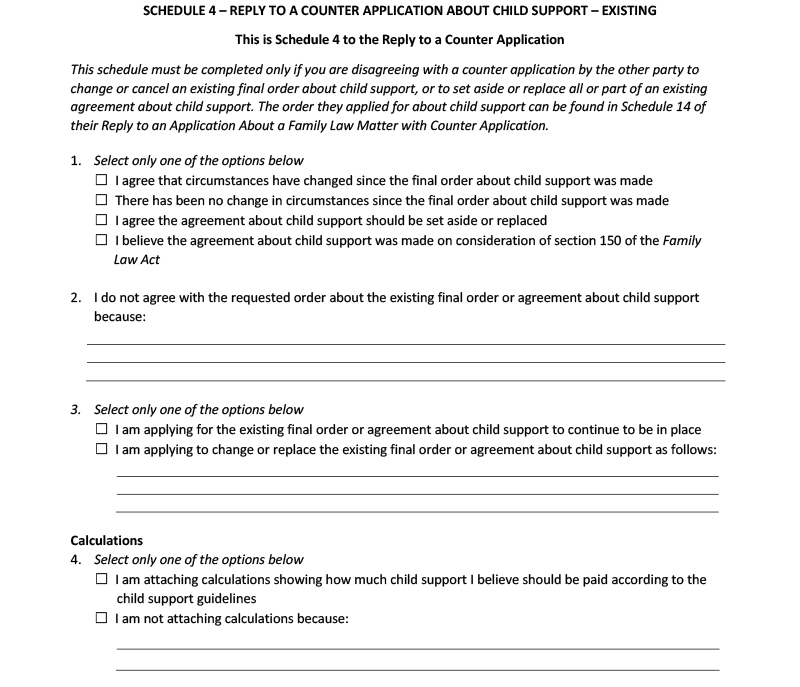 SCHEDULE 4 – REPLY TO A COUNTER APPLICATION ABOUT CHILD SUPPORT – EXISTING
This is Schedule 4 to the Reply to a Counter Application
This schedule must be completed only if you are disagreeing with a counter application by the other party to
change or cancel an existing final order about child support, or to set aside or replace all or part of an existing
agreement about child support. The order they applied for about child support can be found in Schedule 14 of
their Reply to an Application About a Family Law Matter with Counter Application.
1. Select only one of the options below
☐ I agree that circumstances have changed since the final order about child support was made
☐ There has been no change in circumstances since the final order about child support was made
☐ I agree the agreement about child support should be set aside or replaced
☐ I believe the agreement about child support was made on consideration of section 150 of the Family
Law Act
2. I do not agree with the requested order about the existing final order or agreement about child support
because:
3. Select only one of the options below
☐ I am applying for the existing final order or agreement about child support to continue to be in place
☐ I am applying to change or replace the existing final order or agreement about child support as follows:
Calculations
4. Select only one of the options below
☐ I am attaching calculations showing how much child support I believe should be paid according to the
child support guidelines
☐ I am not attaching calculations because: